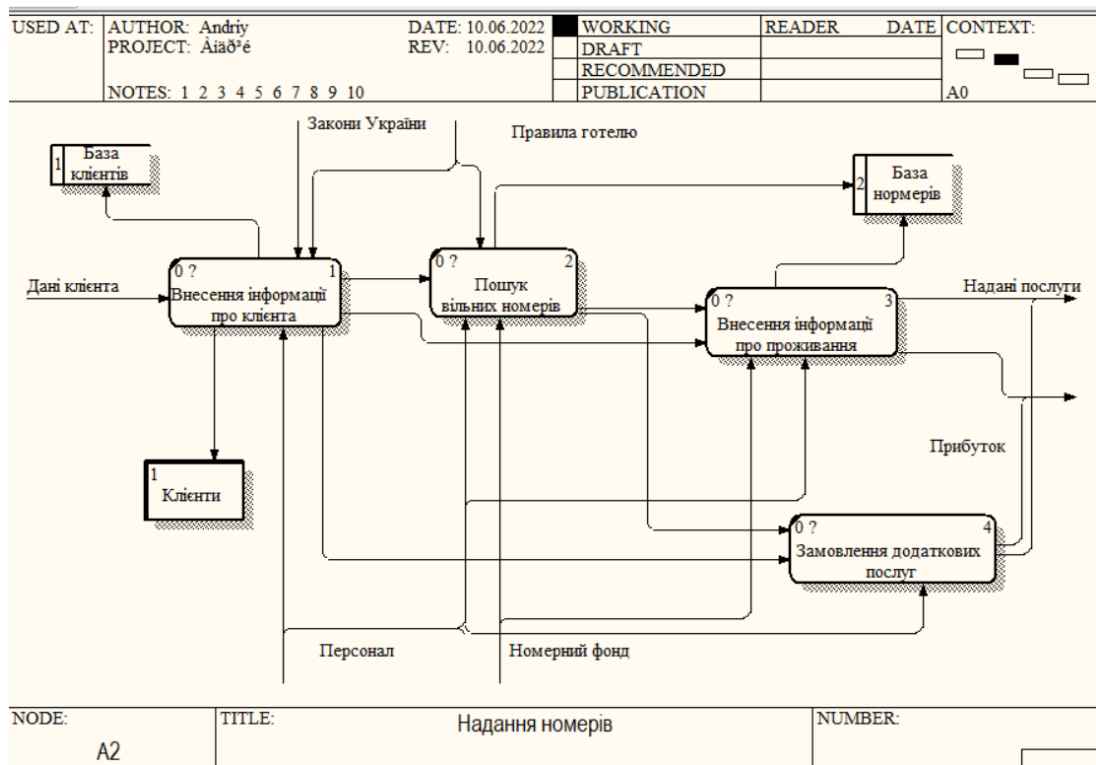 USED AT:
AUTHOR: Andriy
DATE: 10.06.2022
WORKING
READER
DATE
CONTEXT:
PROJECT: Àíäð³é
REV: 10.06.2022
DRAFT
RECOMMENDED
NOTES: 1 2 3 4 5 6 7 8 9 10
PUBLICATION
A0
Закони України
Правила готелю
1
База
клієнтів
2
База
нормерів
0 ?
1
Внесення інформації
про клієнта
Дані клієнта
0 ?
2
Пошук
вільних номерів
0 ?
3
Внесення інформації
про проживання
Надані послуги
Прибуток
1
Клієнти
0 ?
4
Замовлення додаткових
послуг
Персонал
Номерний фонд
NODE:
A2
TITLE:
Надання номерів
NUMBER: